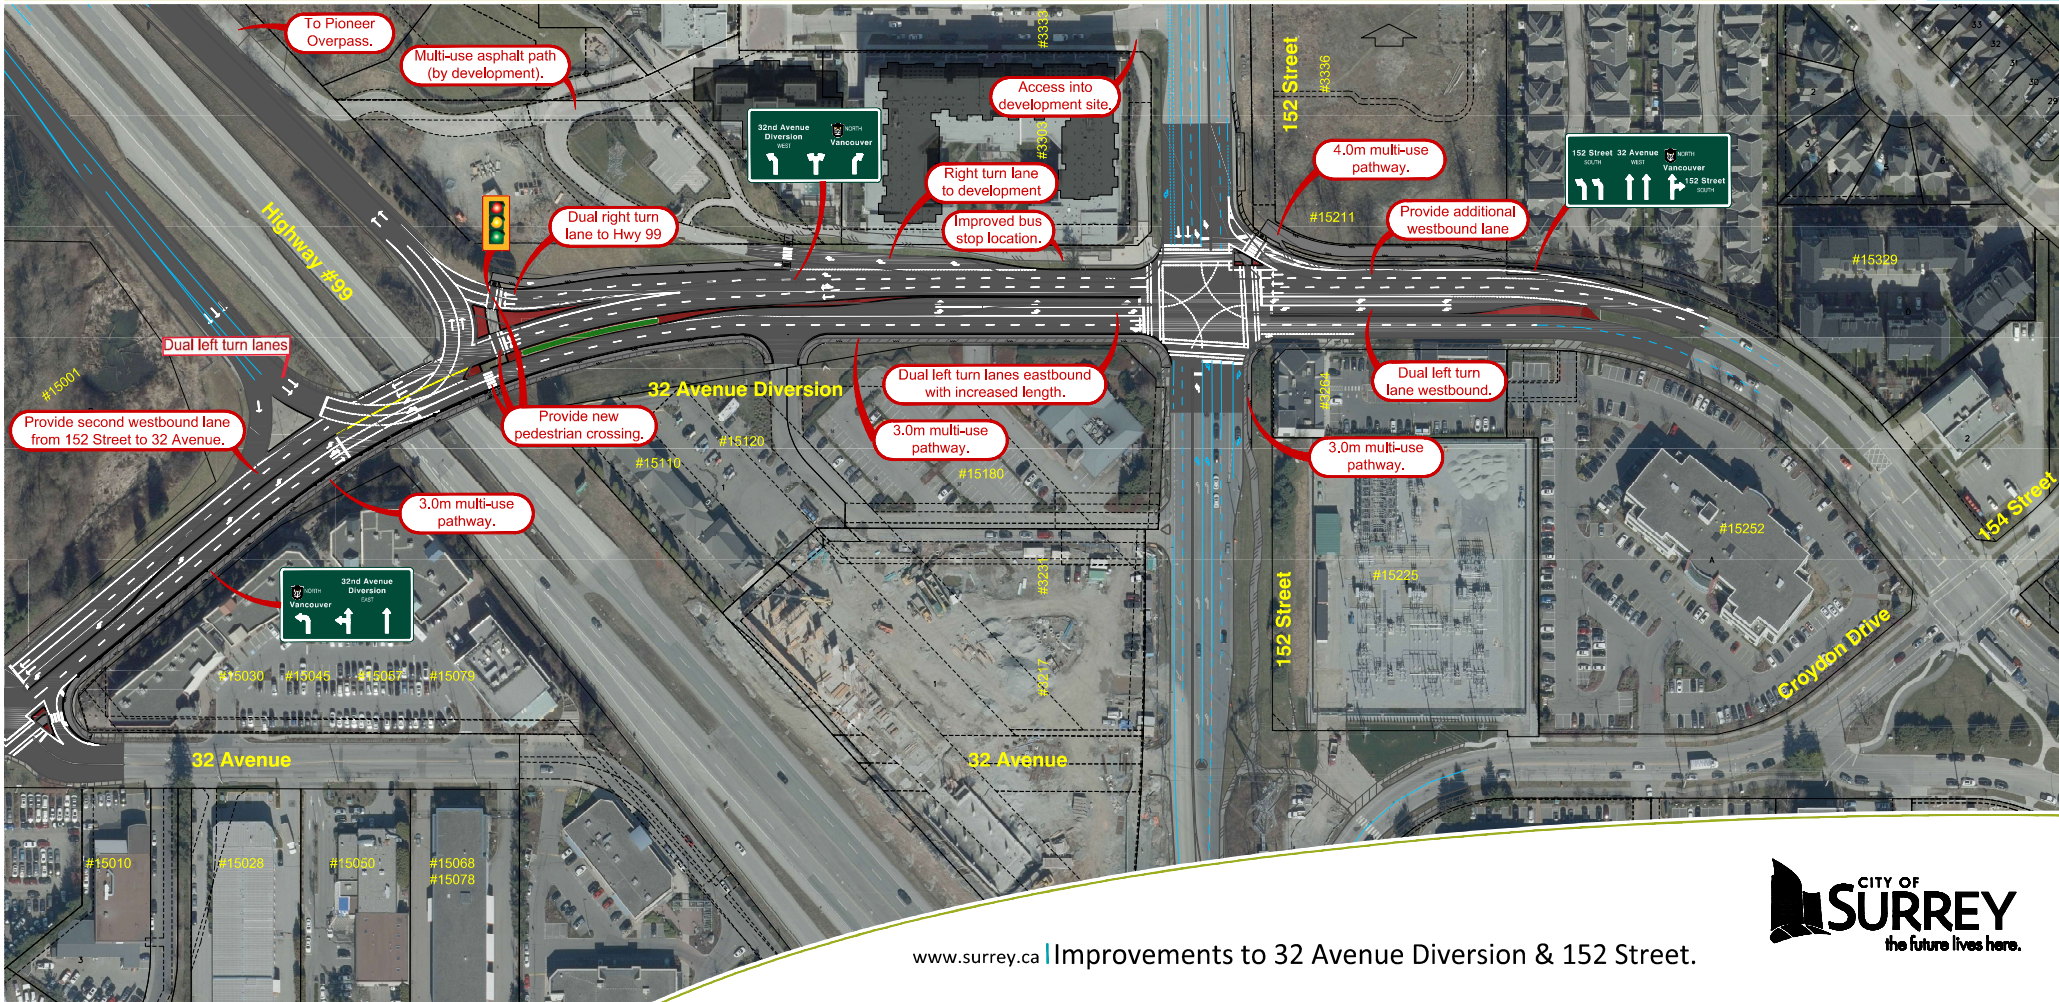 To Pioneer
Overpass.
Multi-use asphalt path
(by development).
#3333
Access into
development site.
152 Street
#3336
32nd Avenue
Diversion
WEST
NORTH
Vancouver
#3303
4.0m multi-use
pathway.
152 Street
SOUTH
32 Avenue
WEST
NORTH
Vancouver
152 Street
SOUTH
Right turn lane
to development
Highway #99
Dual right turn
lane to Hwy 99
Improved bus
stop location.
#15211
Provide additional
westbound lane
#15329
Dual left turn lanes
#15001
32 Avenue Diversion
Dual left turn lanes eastbound
with increased length.
#3264
Dual left turn
lane westbound.
Provide second westbound lane
from 152 Street to 32 Avenue.
Provide new
pedestrian crossing.
#15120
#15110
3.0m multi-use
pathway.
#15180
3.0m multi-use
pathway.
2
154 Street
3.0m multi-use
pathway.
#15252
A
NORTH
Vancouver
32nd Avenue
Diversion
EAST
#3231
#15225
152 Street
#15030
#15045
#15067
#15079
1
#3217
Croydon Drive
32 Avenue
32 Avenue
#15010
#15028
#15050
#15068
#15078
3
CITY OF
SURREY
the future lives here.
www.surrey.ca | Improvements to 32 Avenue Diversion & 152 Street.